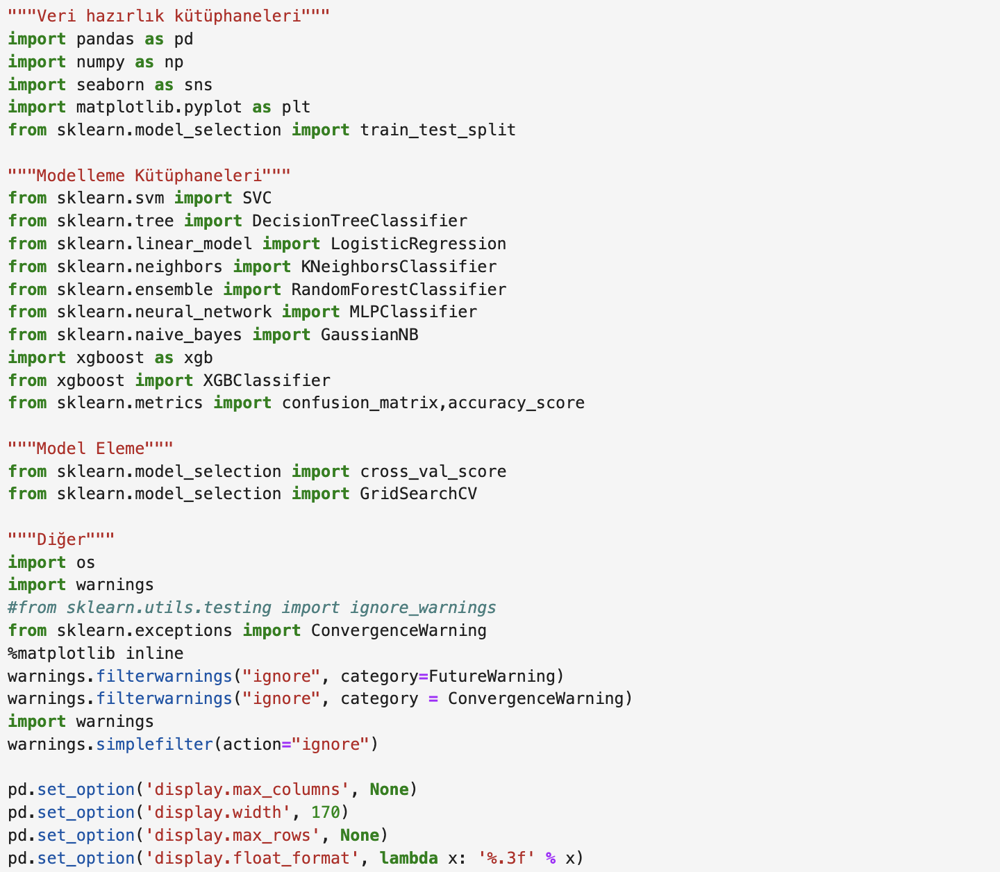 """Veri hazırlık kütüphaneleri"""
import pandas as pd
import numpy as np
import seaborn as sns
import matplotlib.pyplot as plt
from sklearn.model_selection import train_test_split

"""Modelleme Kütüphaneleri"""
from sklearn.svm import SVC
from sklearn.tree import DecisionTreeClassifier
from sklearn.linear_model import LogisticRegression
from sklearn.neighbors import KNeighborsClassifier
from sklearn.ensemble import RandomForestClassifier
from sklearn.neural_network import MLPClassifier
from sklearn.naive_bayes import GaussianNB
import xgboost as xgb
from xgboost import XGBClassifier
from sklearn.metrics import confusion_matrix,accuracy_score

"""Model Eleme"""
from sklearn.model_selection import cross_val_score
from sklearn.model_selection import GridSearchCV

"""Diğer"""
import os
import warnings
#from sklearn.utils.testing import ignore_warnings
from sklearn.exceptions import ConvergenceWarning
%matplotlib inline
warnings.filterwarnings("ignore", category=FutureWarning)
warnings.filterwarnings("ignore", category = ConvergenceWarning)
import warnings
warnings.simplefilter(action="ignore")

pd.set_option('display.max_columns', None)
pd.set_option('display.width', 170)
pd.set_option('display.max_rows', None)
pd.set_option('display.float_format', lambda x: '%.3f' % x)